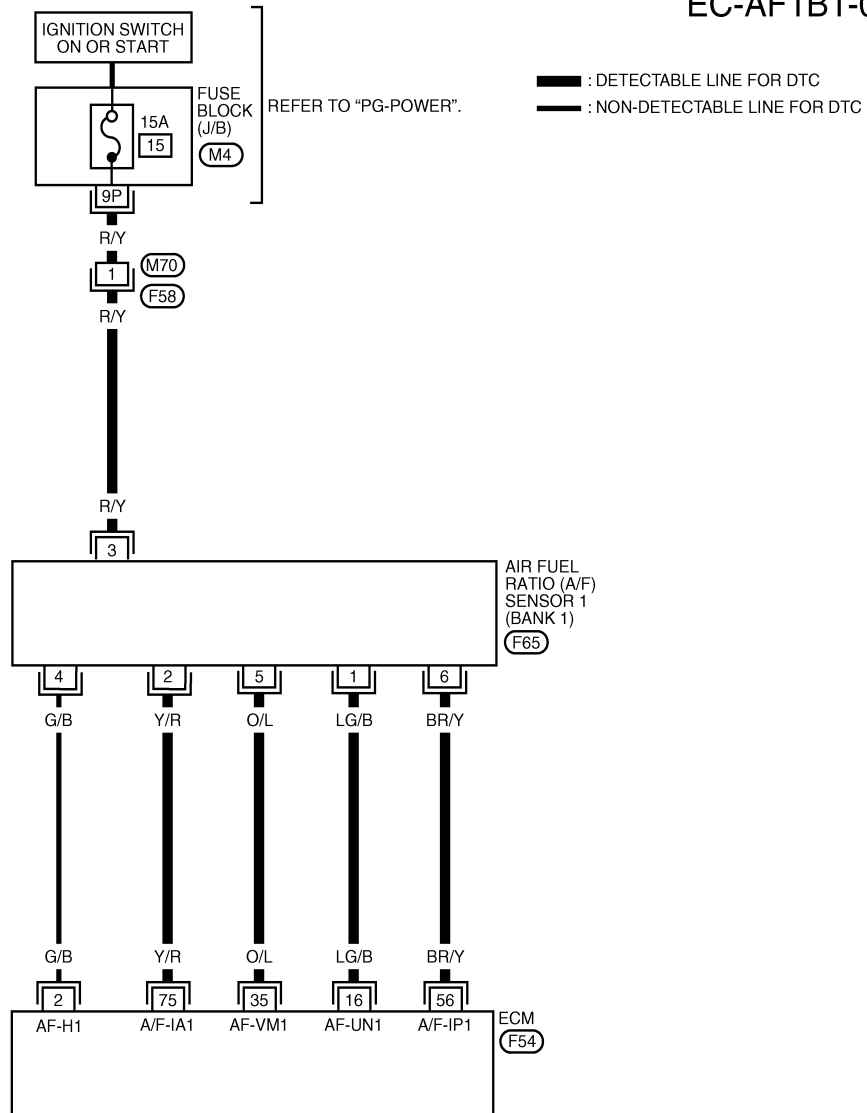 EC-AF1B1-0
IGNITION SWITCH
ON OR START
FUSE
BLOCK
(J/B)
M4
15A
15
9P
REFER TO “PG-POWER”.
: DETECTABLE LINE FOR DTC
: NON-DETECTABLE LINE FOR DTC
R/Y
1
M70
F58
R/Y
R/Y
3
AIR FUEL
RATIO (A/F)
SENSOR 1
(BANK 1)
F65
4 2 5 1 6
G/B Y/R O/L LG/B BR/Y
G/B Y/R O/L LG/B BR/Y
2 75 35 16 56
AF-H1 A/F-IA1 AF-VM1 AF-UN1 A/F-IP1
ECM
F54